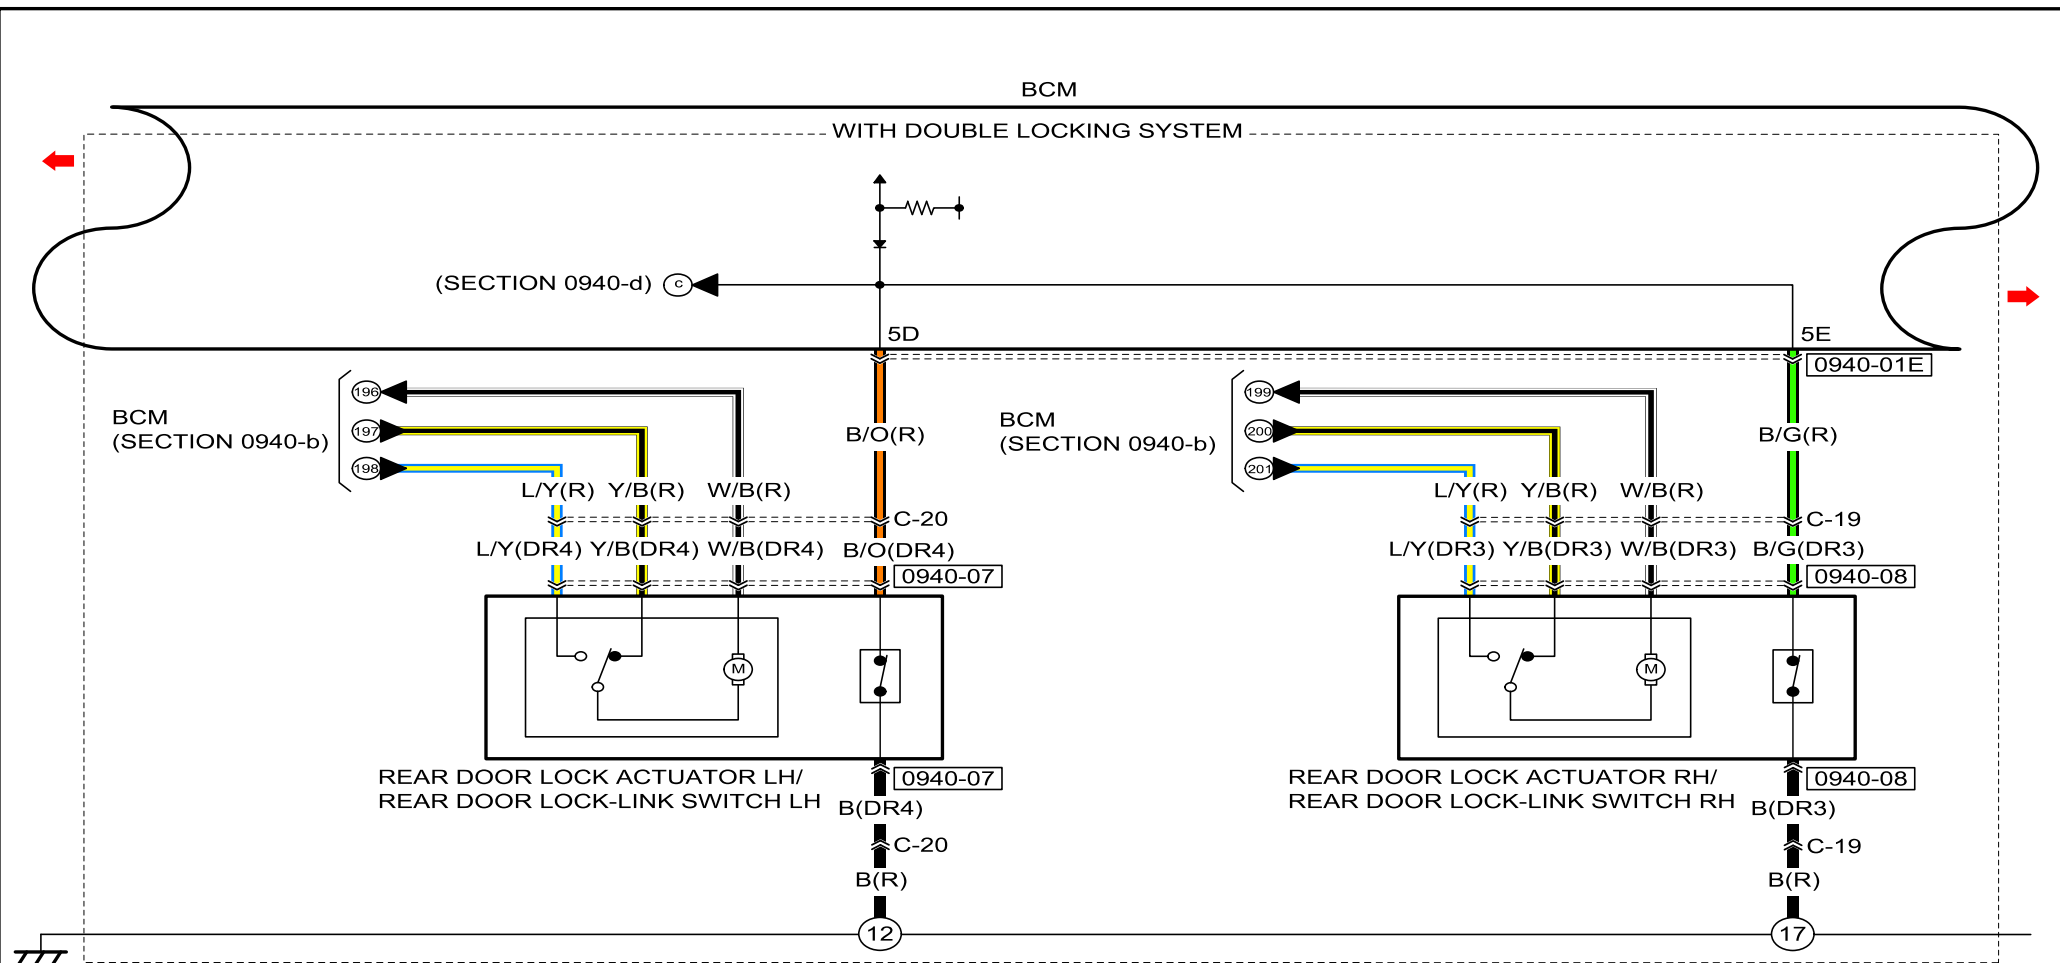 BCM
WITH DOUBLE LOCKING SYSTEM
(SECTION 0940-d) c
5D
5E
0940-01E
196
BCM
(SECTION 0940-b)
197
198
B/O(R)
199
BCM
(SECTION 0940-b)
200
201
B/G(R)
L/Y(R) Y/B(R) W/B(R)
L/Y(R) Y/B(R) W/B(R)
C-20
C-19
L/Y(DR4) Y/B(DR4) W/B(DR4) B/O(DR4)
L/Y(DR3) Y/B(DR3) W/B(DR3) B/G(DR3)
0940-07
0940-08
M
M
REAR DOOR LOCK ACTUATOR LH/
REAR DOOR LOCK-LINK SWITCH LH
0940-07
B(DR4)
REAR DOOR LOCK ACTUATOR RH/
REAR DOOR LOCK-LINK SWITCH RH
0940-08
B(DR3)
C-20
C-19
B(R)
B(R)
12
17